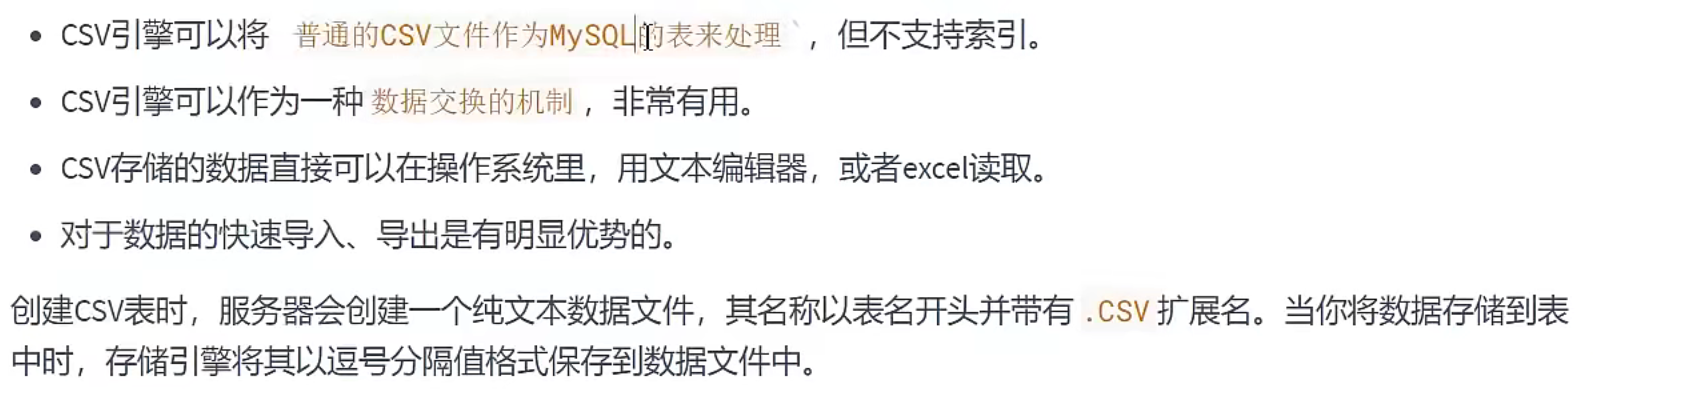 • CSV引擎可以将 普通的CSV文件作为MySQL的表来处理`，但不支持索引。
• CSV引擎可以作为一种 数据交换的机制，非常有用。
• CSV存储的数据直接可以在操作系统里，用文本编辑器，或者excel读取。
• 对于数据的快速导入、导出是有明显优势的。
创建CSV表时，服务器会创建一个纯文本数据文件，其名称以表名开头并带有 .CSV 扩展名。当你将数据存储到表
中时，存储引擎将其以逗号分隔值格式保存到数据文件中。